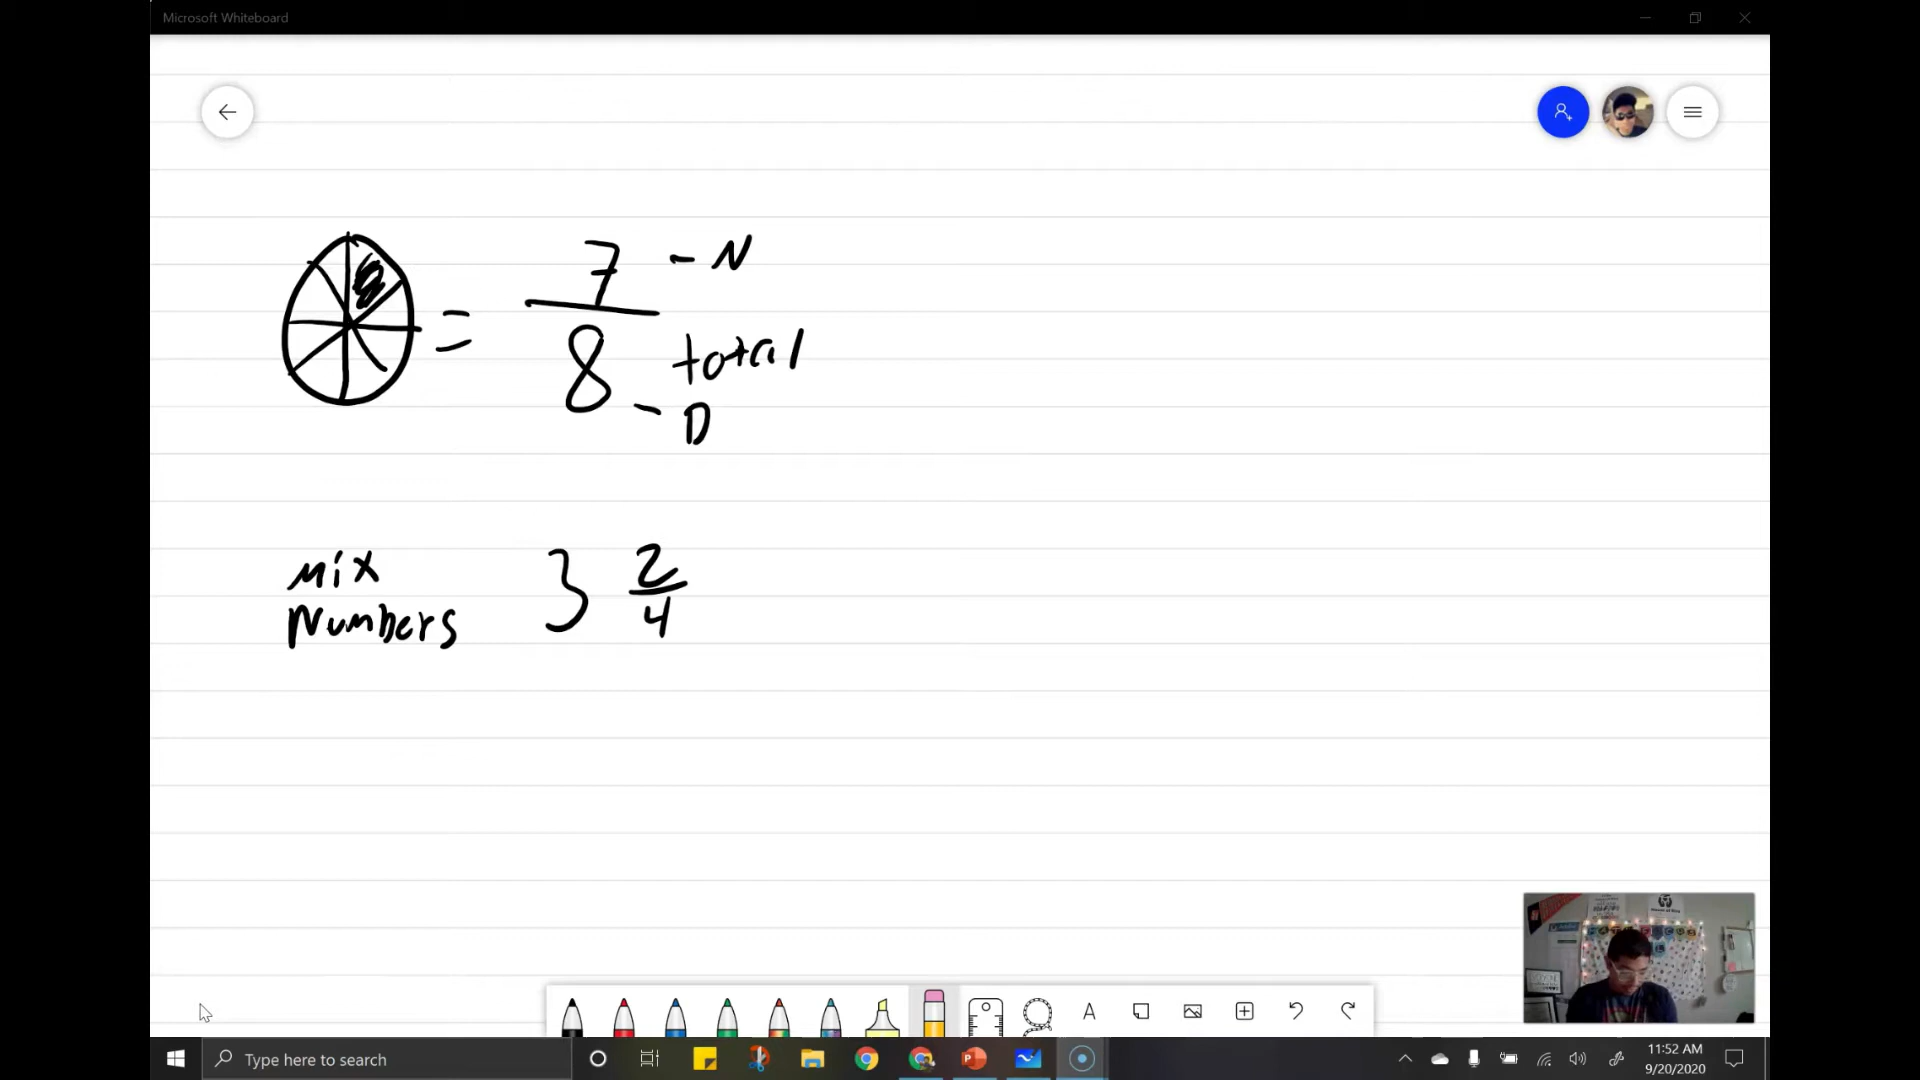 Microsoft Whiteboard
= 7/8
- N
total
- D
mix
Numbers
3 2/4
A
Type here to search
11:52 AM
9/20/2020